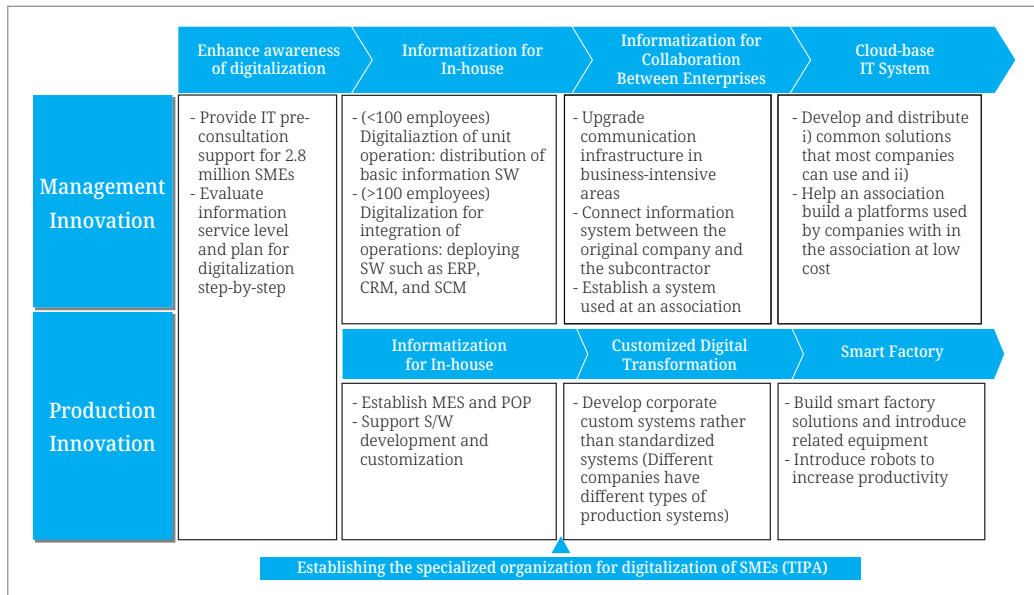 Enhance awareness
of digitalization
Informatization for
In-house
Informatization for
Collaboration
Between Enterprises
Cloud-base
IT System
Management
Innovation
- Provide IT pre-
consultation
support for 2.8
million SMEs
- Evaluate
information
service level
and plan for
digitalization
step-by-step
- (<100 employees)
Digitaliaztion of unit
operation: distribution of
basic information SW
- (>100 employees)
Digitalization for
integration of
operations: deploying
SW such as ERP,
CRM, and SCM
- Upgrade
communication
infrastructure in
business-intensive
areas
- Connect information
system between the
original company and
the subcontractor
- Establish a system
used at an association
- Develop and distribute
i) common solutions
that most companies
can use and ii)
- Help an association
build a platforms used
by companies with in
the association at low
cost
Production
Innovation
Informatization
for In-house
Customized Digital
Transformation
Smart Factory
- Establish MES and POP
- Support S/W
development and
customization
- Develop corporate
custom systems rather
than standardized
systems (Different
companies have
different types of
production systems)
- Build smart factory
solutions and introduce
related equipment
- Introduce robots to
increase productivity
Establishing the specialized organization for digitalization of SMEs (TIPA)